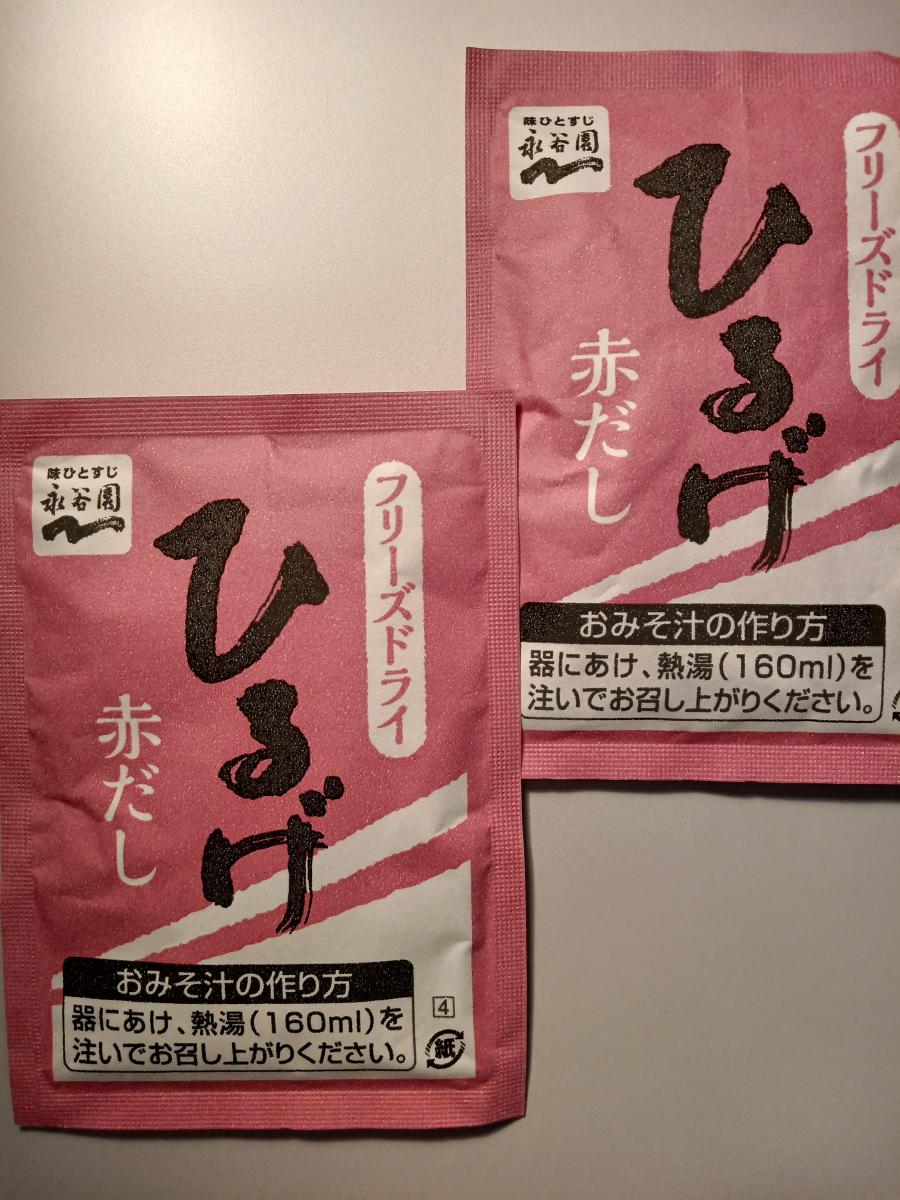 味ひとすじ
永谷園
ひるげ
フリーズドライ
赤だし
おみそ汁の作り方
器にあけ、熱湯(160ml)を
注いでお召し上がりください。
味ひとすじ
永谷園
ひるげ
フリーズドライ
赤だし
おみそ汁の作り方
器にあけ、熱湯(160ml)を
注いでお召し上がりください。
4
紙